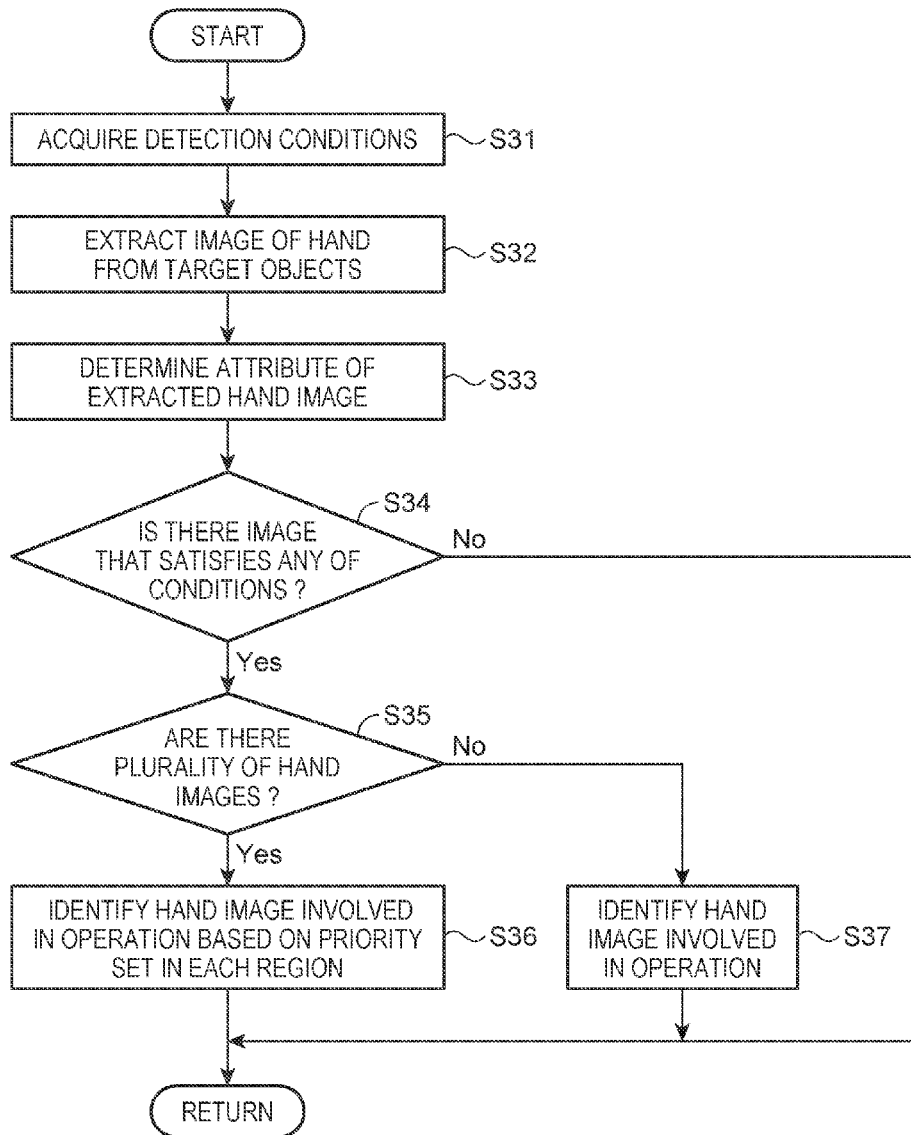 START
ACQUIRE DETECTION CONDITIONS
S31
EXTRACT IMAGE OF HAND
FROM TARGET OBJECTS
S32
DETERMINE ATTRIBUTE OF
EXTRACTED HAND IMAGE
S33
S34
IS THERE IMAGE
THAT SATISFIES ANY OF
CONDITIONS ?
No
Yes
S35
ARE THERE
PLURALITY OF HAND
IMAGES ?
No
Yes
IDENTIFY HAND IMAGE INVOLVED
IN OPERATION BASED ON PRIORITY
SET IN EACH REGION
S36
IDENTIFY HAND
IMAGE INVOLVED
IN OPERATION
S37
RETURN